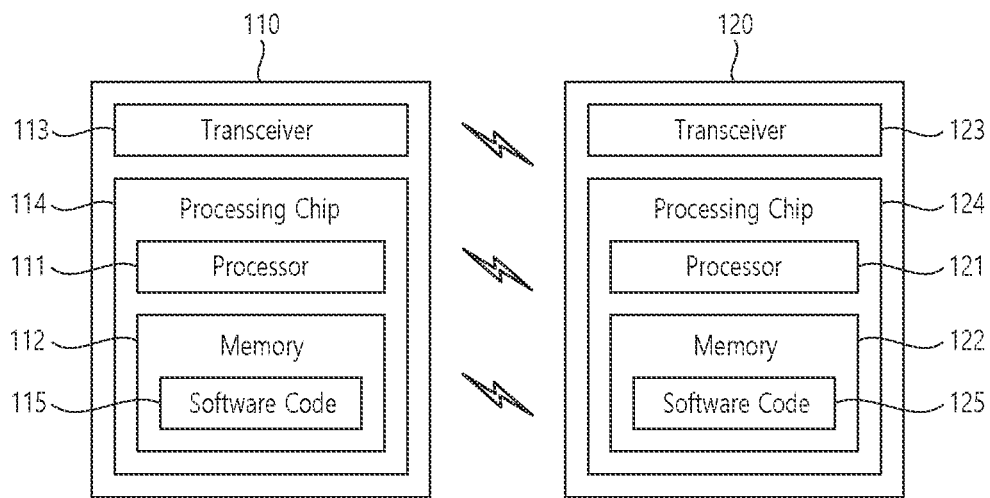 110
120
113
Transceiver
Transceiver
123
114
Processing Chip
Processing Chip
124
111
Processor
Processor
121
112
Memory
Memory
122
115
Software Code
Software Code
125